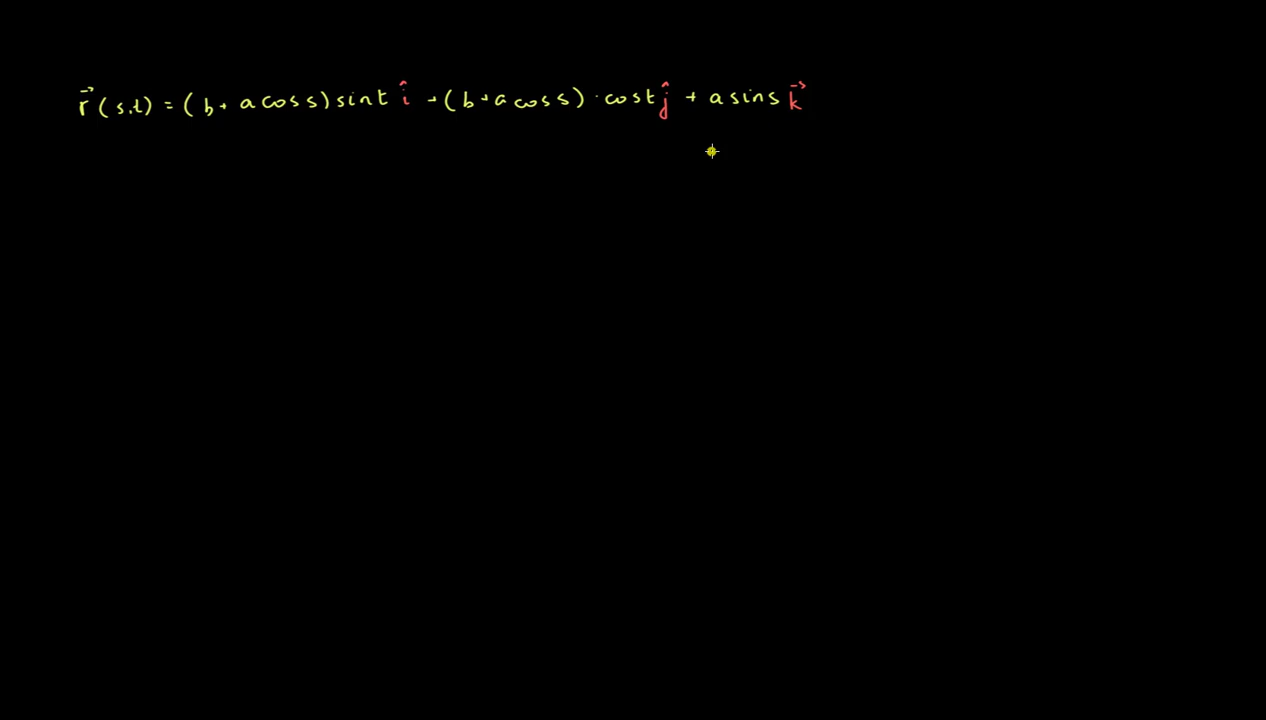 r⃗(s,t) = (b + a cos s) sin t î + (b + a cos s) · cos t ĵ + a sin s k⃗